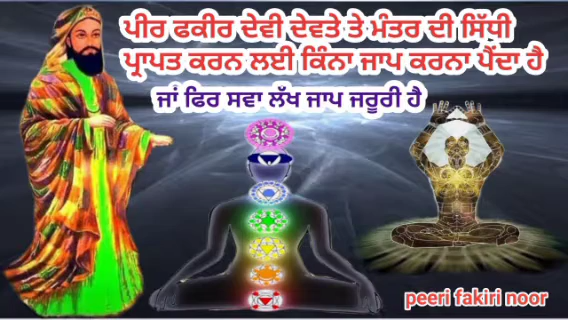 ਪੀਰ ਫਕੀਰ ਦੇਵੀ ਦੇਵਤੇ ਤੇ ਮੰਤਰ ਦੀ ਸਿੱਧੀ
ਪ੍ਰਾਪਤ ਕਰਨ ਲਈ ਕਿੰਨਾ ਜਾਪ ਕਰਨਾ ਪੈਂਦਾ ਹੈ
ਜਾਂ ਫਿਰ ਸਵਾ ਲੱਖ ਜਾਪ ਜਰੂਰੀ ਹੈ
peeri fakiri noor